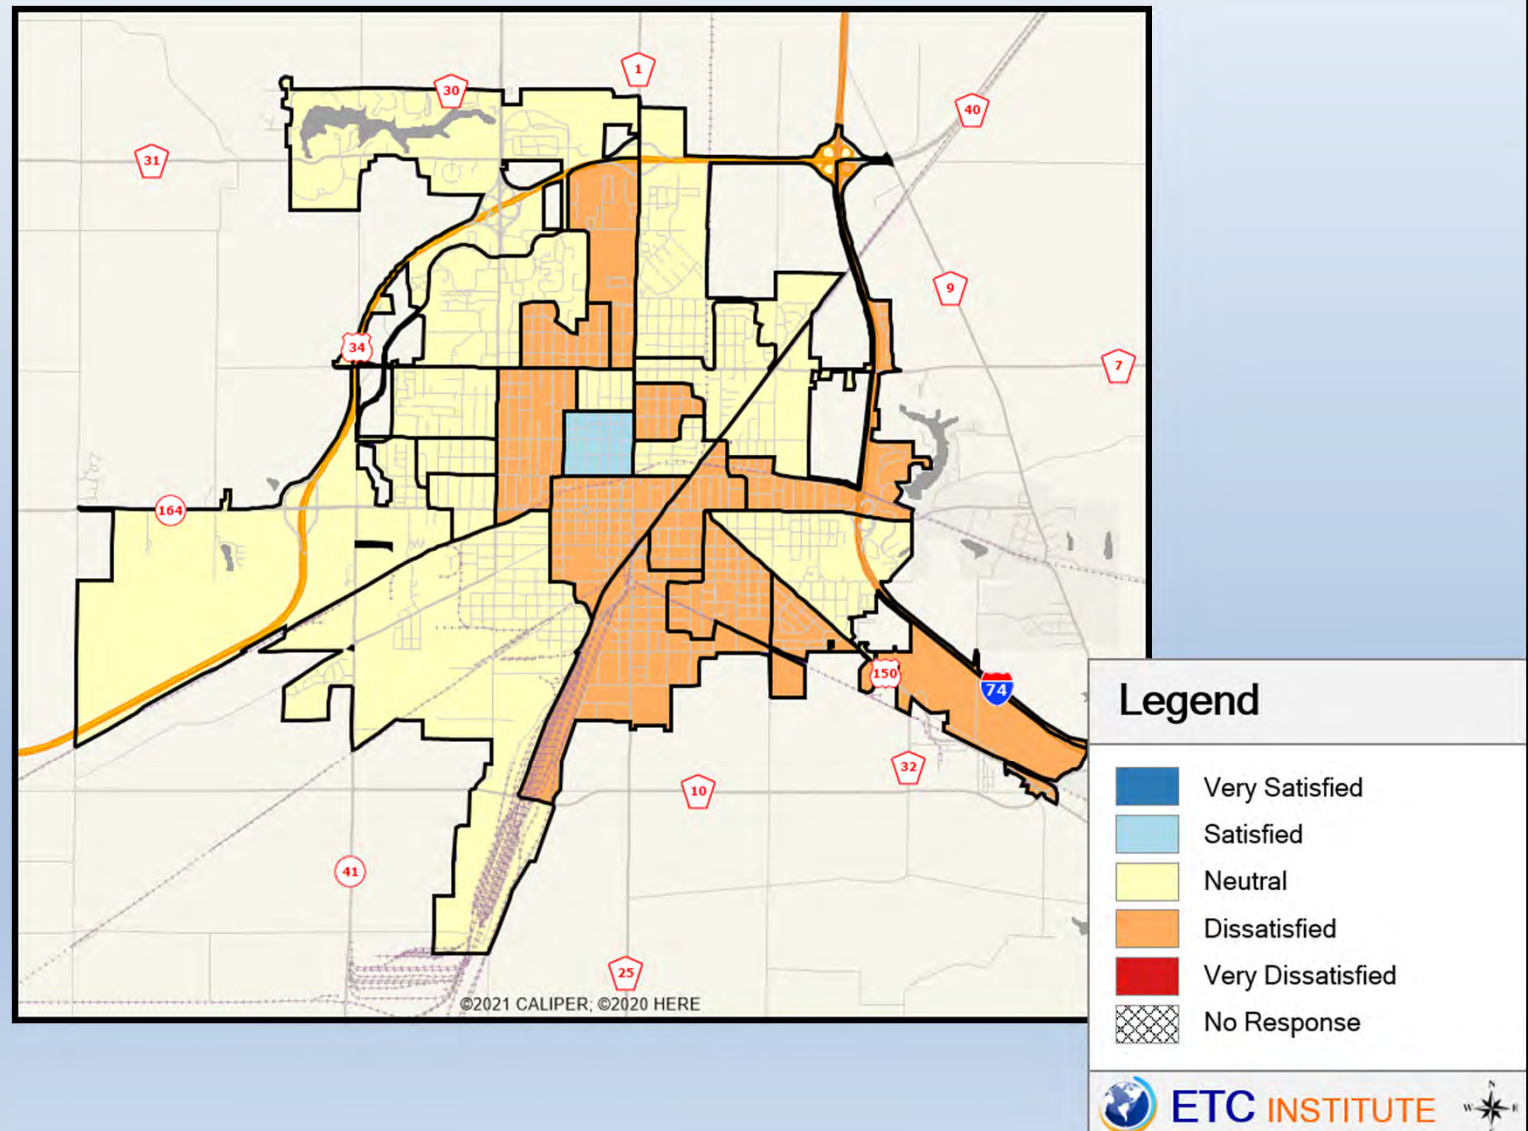 1
30
40
31
9
34
7
164
150
74
32
10
41
25
©2021 CALIPER; ©2020 HERE
Legend
Very Satisfied
Satisfied
Neutral
Dissatisfied
Very Dissatisfied
No Response
ETC INSTITUTE
N
W E
S